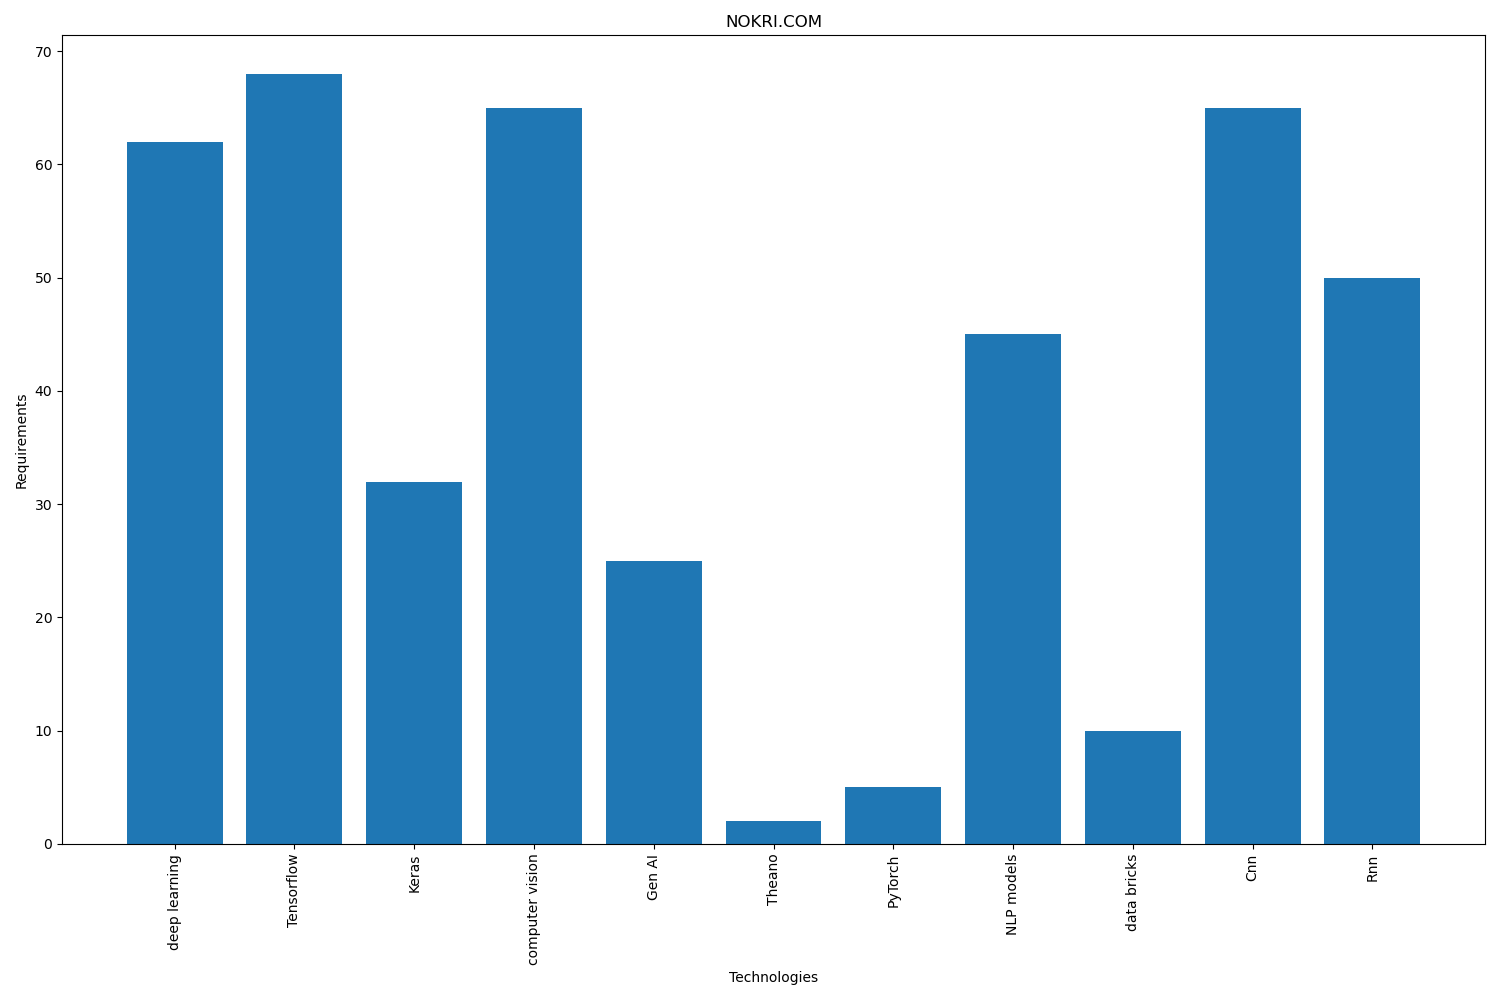 NOKRI.COM
70
60
50
40
30
20
10
0
Requirements
deep learning
Tensorflow
Keras
computer vision
Gen AI
Theano
PyTorch
NLP models
data bricks
Cnn
Rnn
Technologies